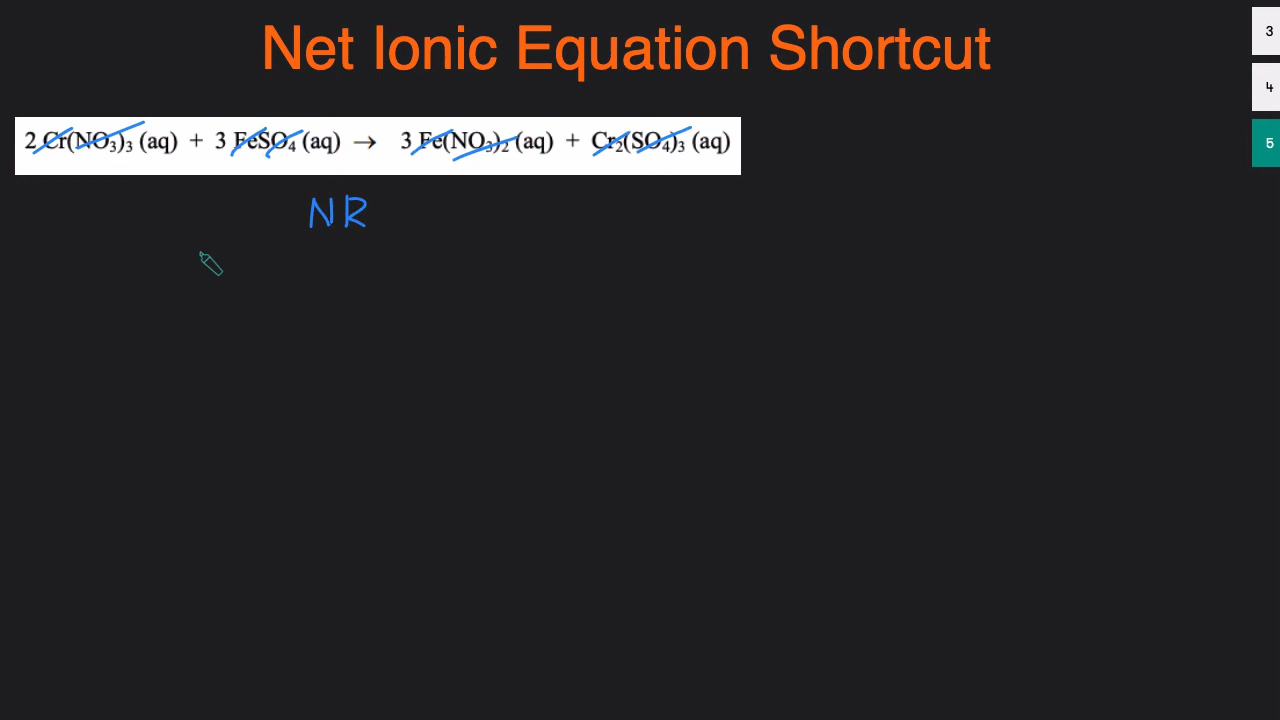 Net Ionic Equation Shortcut
3
4
5
2 Cr(NO₃)₃ (aq) + 3 FeSO₄ (aq) → 3 Fe(NO₃)₂ (aq) + Cr₂(SO₄)₃ (aq)
NR